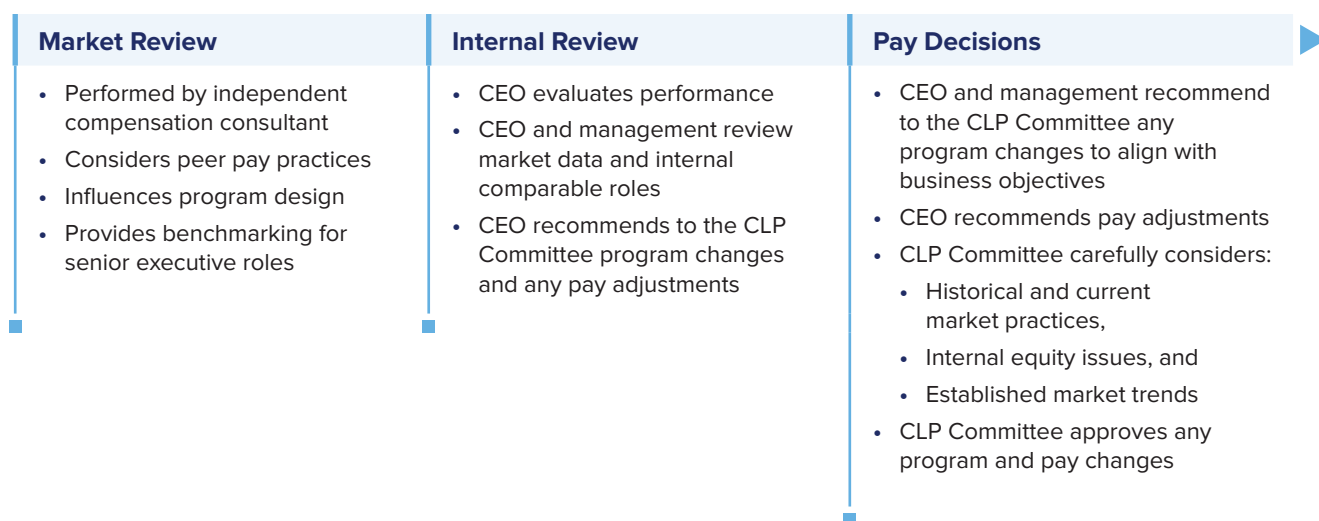 Market Review
• Performed by independent
compensation consultant
• Considers peer pay practices
• Influences program design
• Provides benchmarking for
senior executive roles
Internal Review
• CEO evaluates performance
• CEO and management review
market data and internal
comparable roles
• CEO recommends to the CLP
Committee program changes
and any pay adjustments
Pay Decisions
• CEO and management recommend
to the CLP Committee any
program changes to align with
business objectives
• CEO recommends pay adjustments
• CLP Committee carefully considers:
• Historical and current
market practices,
• Internal equity issues, and
• Established market trends
• CLP Committee approves any
program and pay changes